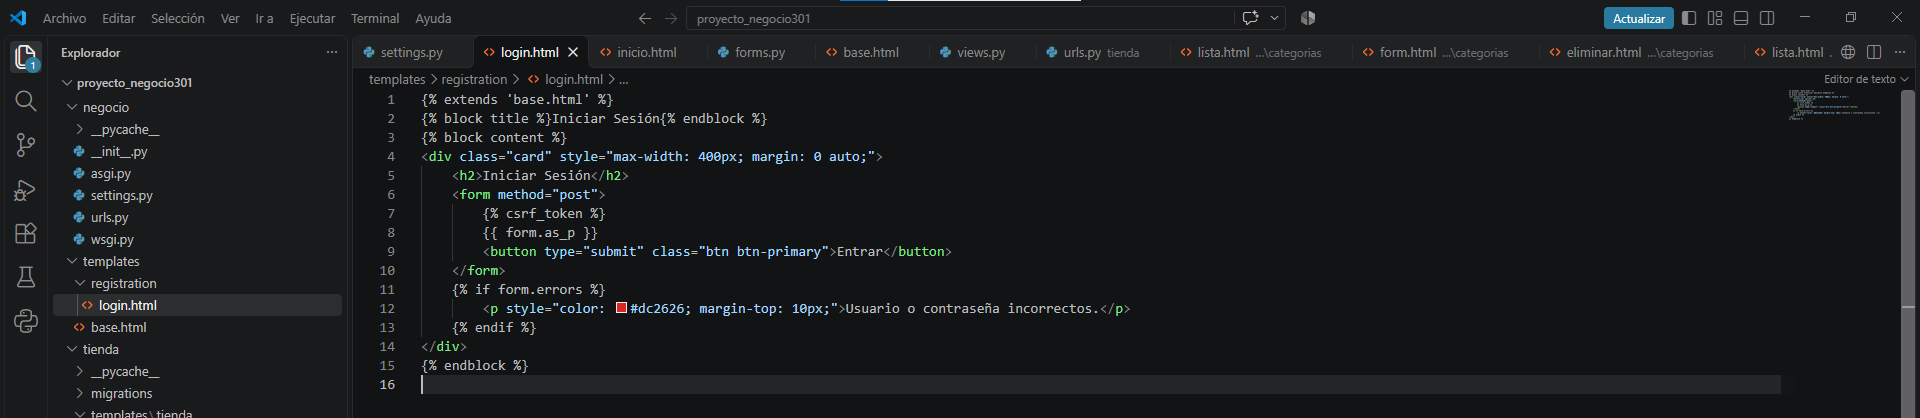 Archivo Editar Selección Ver Ir a Ejecutar Terminal Ayuda proyecto_negocio301 Actualizar
Explorador ...
settings.py login.html inicio.html forms.py base.html views.py urls.py tienda lista.html ...\categorias form.html ...\categorias eliminar.html ...\categorias lista.html . ...
templates > registration > login.html > ...
Editor de texto
1
proyecto_negocio301
negocio
__pycache__
__init__.py
asgi.py
settings.py
urls.py
wsgi.py
templates
registration
login.html
base.html
tienda
__pycache__
migrations
templates \ tienda
1 {% extends 'base.html' %}
2 {% block title %}Iniciar Sesión{% endblock %}
3 {% block content %}
4 <div class="card" style="max-width: 400px; margin: 0 auto;">
5 <h2>Iniciar Sesión</h2>
6 <form method="post">
7 {% csrf_token %}
8 {{ form.as_p }}
9 <button type="submit" class="btn btn-primary">Entrar</button>
10 </form>
11 {% if form.errors %}
12 <p style="color: #dc2626; margin-top: 10px;">Usuario o contraseña incorrectos.</p>
13 {% endif %}
14 </div>
15 {% endblock %}
16